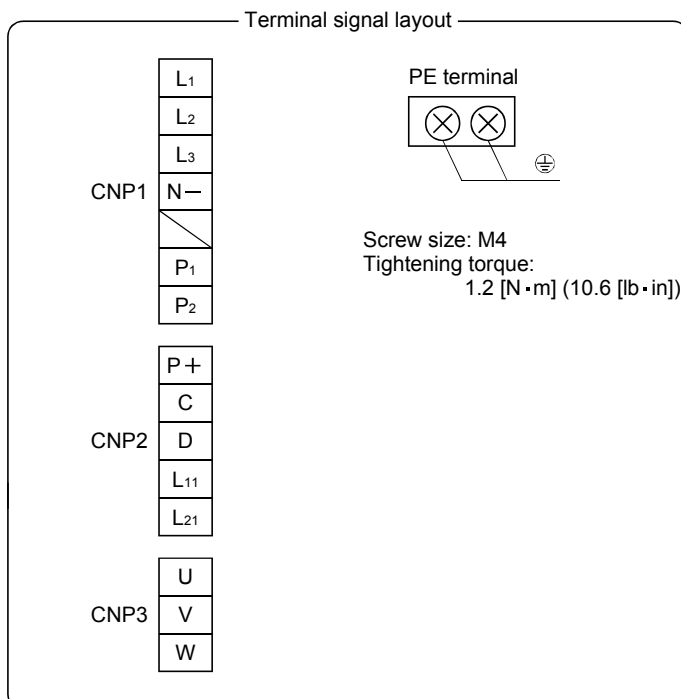 Terminal signal layout
L1
L2
L3
CNP1
N−
P1
P2
P+
C
CNP2
D
L11
L21
U
CNP3
V
W
PE terminal
Screw size: M4
Tightening torque:
1.2 [N·m] (10.6 [lb·in])